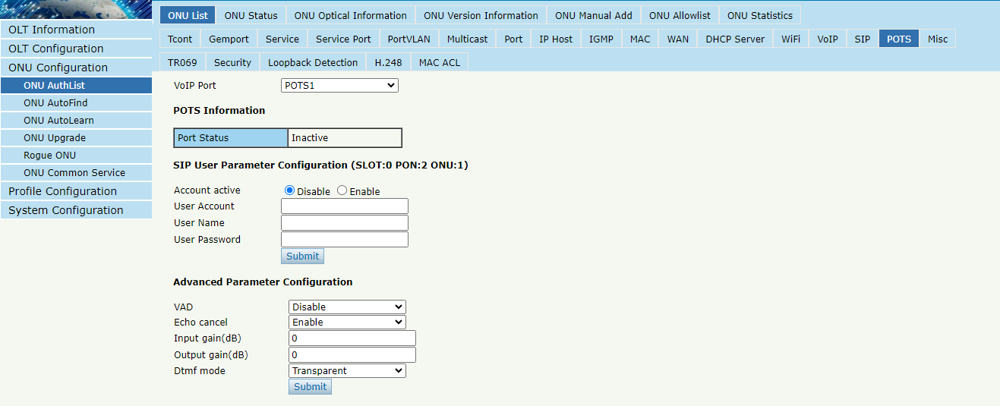 ONU List ONU Status ONU Optical Information ONU Version Information ONU Manual Add ONU Allowlist ONU Statistics
Tcont Gemport Service Service Port PortVLAN Multicast Port IP Host IGMP MAC WAN DHCP Server WiFi VoIP SIP POTS Misc
TR069 Security Loopback Detection H.248 MAC ACL
OLT Information
OLT Configuration
ONU Configuration
ONU AuthList
ONU AutoFind
ONU AutoLearn
ONU Upgrade
Rogue ONU
ONU Common Service
Profile Configuration
System Configuration
VoIP Port POTS1
POTS Information
Port Status Inactive
SIP User Parameter Configuration (SLOT:0 PON:2 ONU:1)
Account active Disable Enable
User Account
User Name
User Password
Submit
Advanced Parameter Configuration
VAD Disable
Echo cancel Enable
Input gain(dB) 0
Output gain(dB) 0
Dtmf mode Transparent
Submit